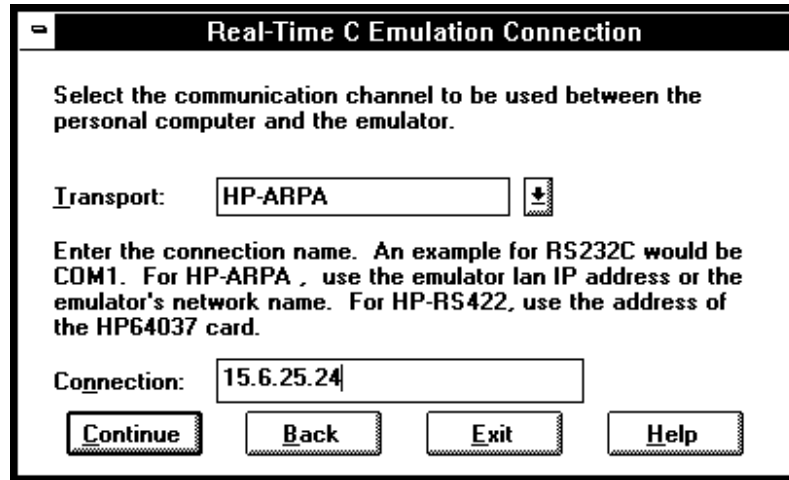 Real-Time C Emulation Connection
Select the communication channel to be used between the
personal computer and the emulator.
Transport: HP-ARPA
Enter the connection name. An example for RS232C would be
COM1. For HP-ARPA , use the emulator lan IP address or the
emulator's network name. For HP-RS422, use the address of
the HP64037 card.
Connection: 15.6.25.24
Continue Back Exit Help